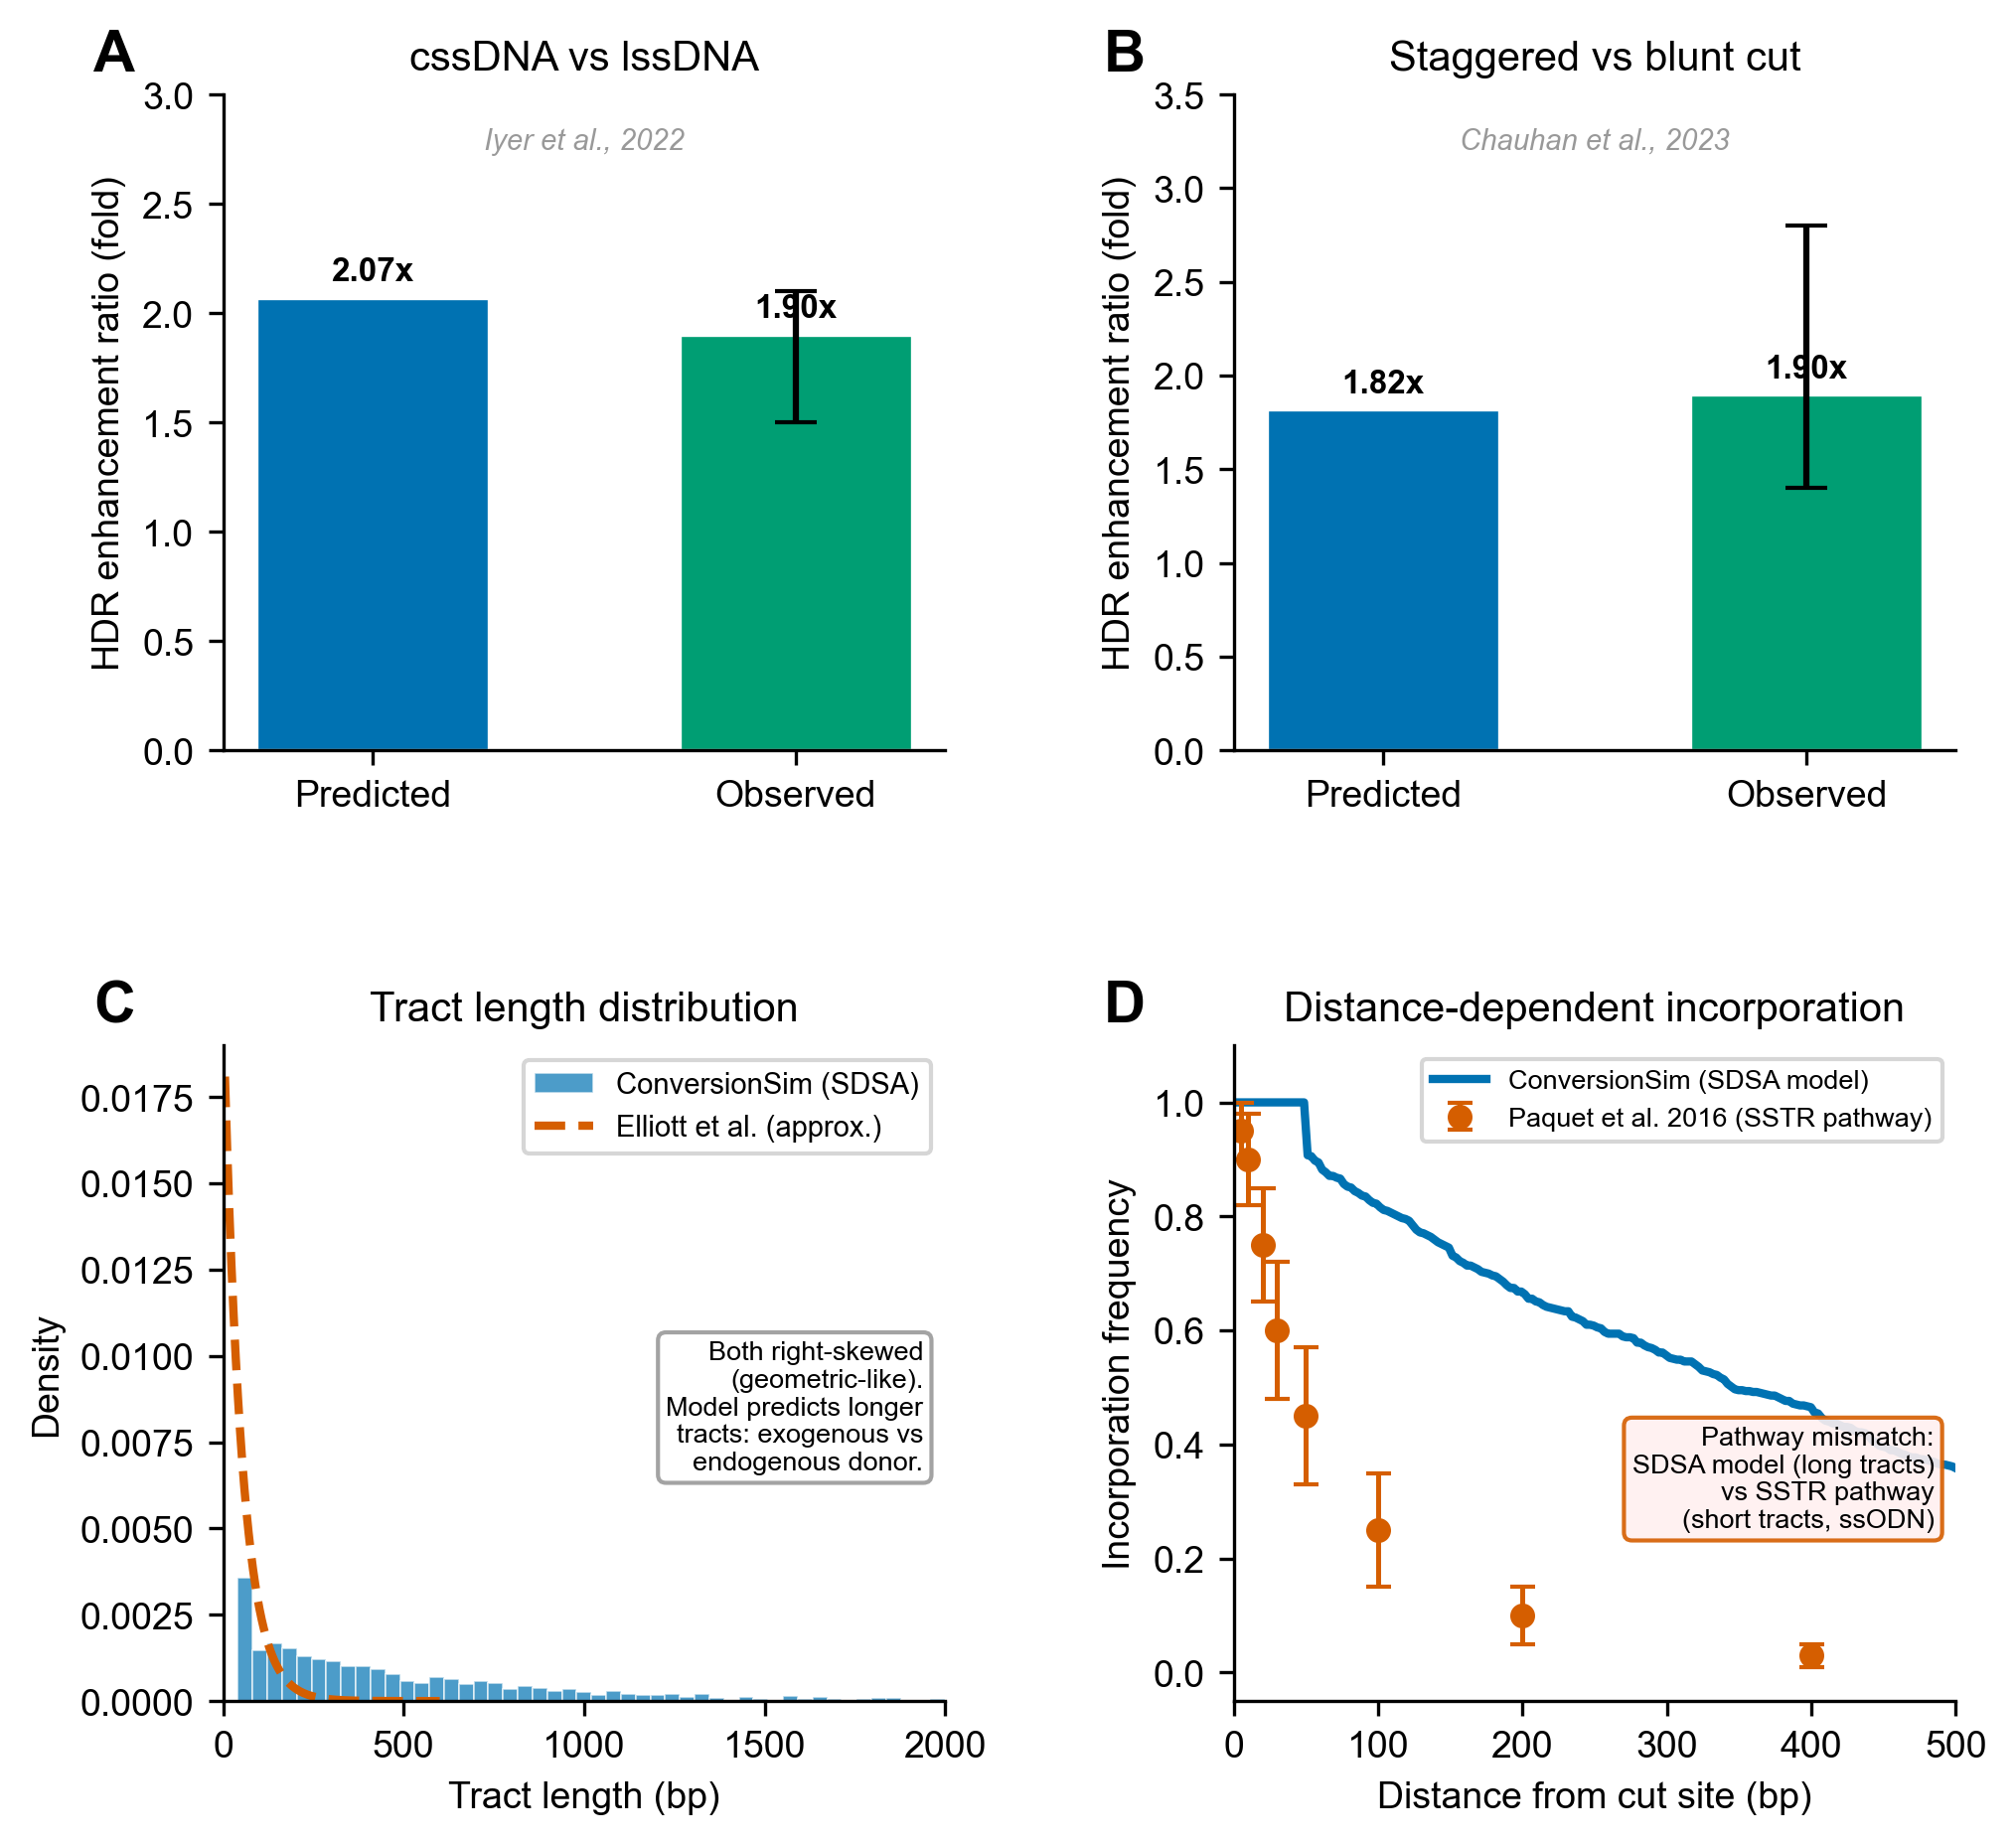 A
cssDNA vs lssDNA
Iyer et al., 2022
HDR enhancement ratio (fold)
3.0
2.5
2.0
1.5
1.0
0.5
0.0
2.07x
1.90x
Predicted
Observed
B
Staggered vs blunt cut
Chauhan et al., 2023
HDR enhancement ratio (fold)
3.5
3.0
2.5
2.0
1.5
1.0
0.5
0.0
1.82x
1.90x
Predicted
Observed
C
Tract length distribution
ConversionSim (SDSA)
Elliott et al. (approx.)
Density
0.0175
0.0150
0.0125
0.0100
0.0075
0.0050
0.0025
0.0000
Both right-skewed
(geometric-like).
Model predicts longer
tracts: exogenous vs
endogenous donor.
0
500
1000
1500
2000
Tract length (bp)
D
Distance-dependent incorporation
ConversionSim (SDSA model)
Paquet et al. 2016 (SSTR pathway)
Incorporation frequency
1.0
0.8
0.6
0.4
0.2
0.0
Pathway mismatch:
SDSA model (long tracts)
vs SSTR pathway
(short tracts, ssODN)
0
100
200
300
400
500
Distance from cut site (bp)